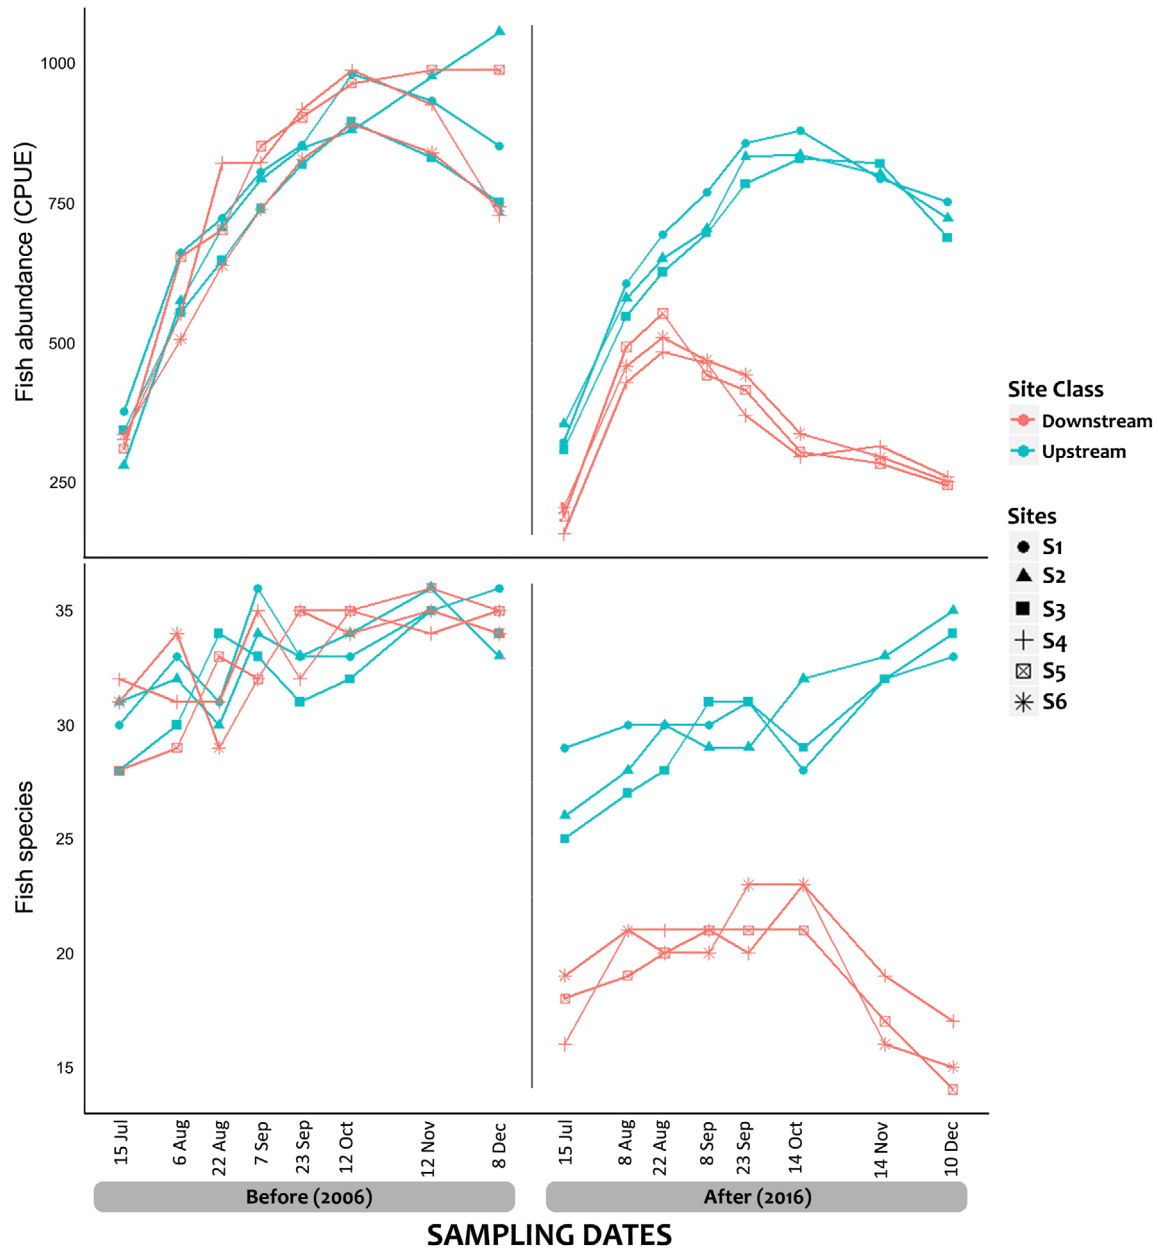 Fish abundance (CPUE)
1000
750
500
250
Fish species
35
30
25
20
15
15 Jul
6 Aug
22 Aug
7 Sep
23 Sep
12 Oct
12 Nov
8 Dec
15 Jul
8 Aug
22 Aug
8 Sep
23 Sep
14 Oct
14 Nov
10 Dec
Before (2006)
After (2016)
SAMPLING DATES
Site Class
Downstream
Upstream
Sites
S1
S2
S3
S4
S5
S6